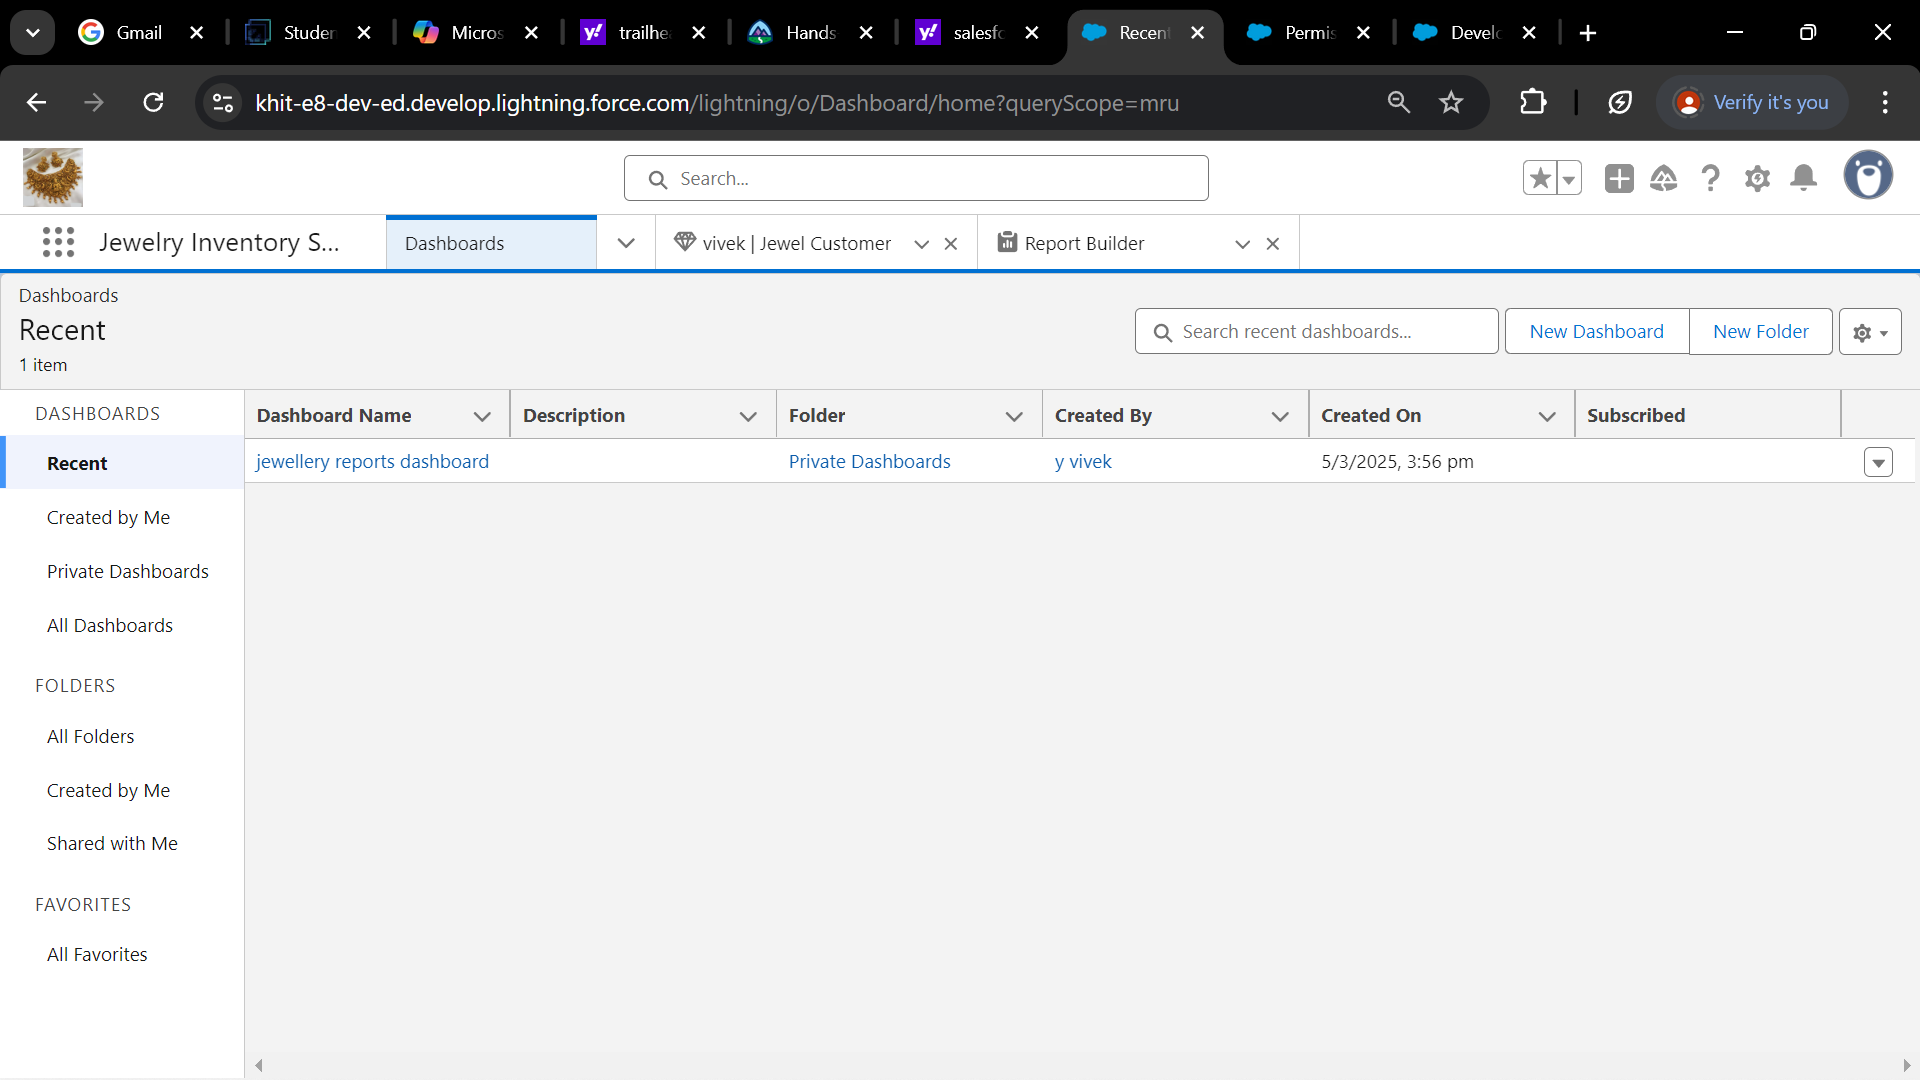 Gmail
Studen
Micros
trailhea
Hands
salesfo
Recent
Permis
Develo
khit-e8-dev-ed.develop.lightning.force.com/lightning/o/Dashboard/home?queryScope=mru
Verify it's you
Search...
Jewelry Inventory S...
Dashboards
vivek | Jewel Customer
Report Builder
Dashboards
Recent
1 item
Search recent dashboards...
New Dashboard
New Folder
DASHBOARDS
Recent
Created by Me
Private Dashboards
All Dashboards
FOLDERS
All Folders
Created by Me
Shared with Me
FAVORITES
All Favorites
Dashboard Name
Description
Folder
Created By
Created On
Subscribed
jewellery reports dashboard
Private Dashboards
y vivek
5/3/2025, 3:56 pm